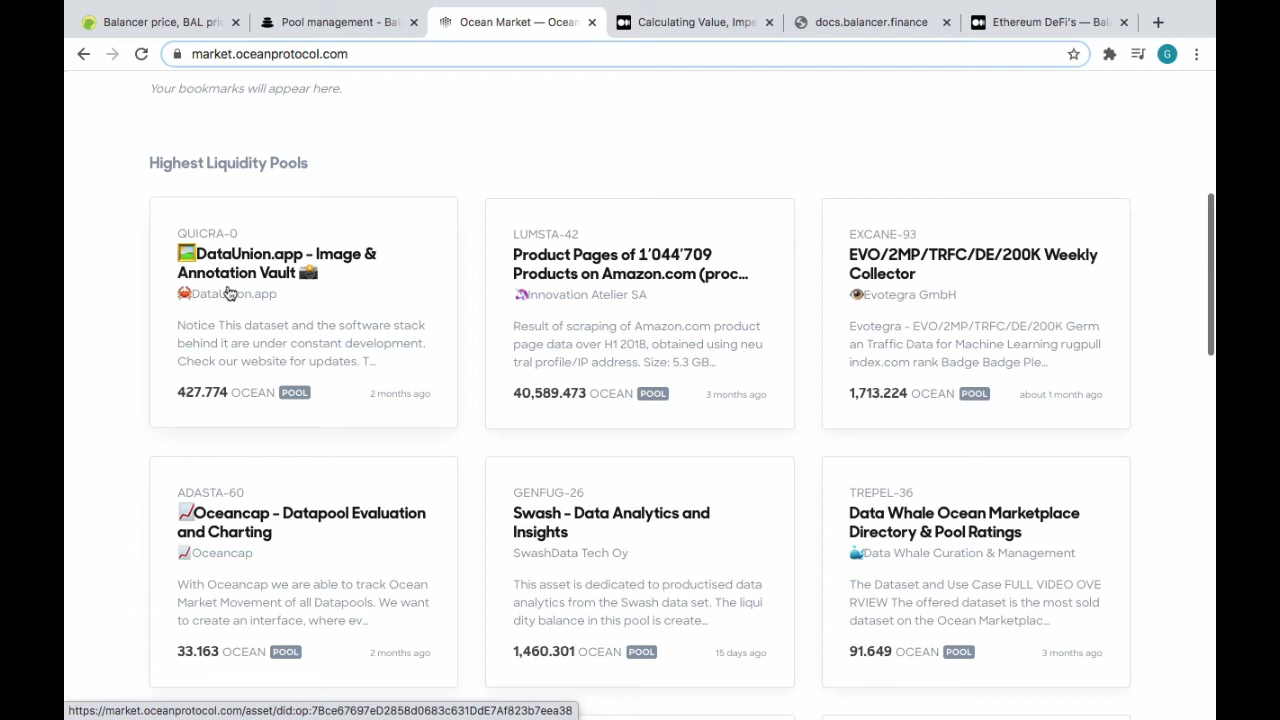 Balancer price, BAL pri
Pool management - Ba
Ocean Market — Ocean
Calculating Value, Impe
docs.balancer.finance
Ethereum DeFi's — Bal
market.oceanprotocol.com
G
Your bookmarks will appear here.
Highest Liquidity Pools
QUICRA-0
🖼️DataUnion.app - Image &
Annotation Vault 📸
🦀DataUnion.app
Notice This dataset and the software stack
behind it are under constant development.
Check our website for updates. T...
427.774 OCEAN POOL
2 months ago
LUMSTA-42
Product Pages of 1'044'709
Products on Amazon.com (proc...
🦄Innovation Atelier SA
Result of scraping of Amazon.com product
page data over H1 2018, obtained using neu
tral profile/IP address. Size: 5.3 GB...
40,589.473 OCEAN POOL
3 months ago
EXCANE-93
EVO/2MP/TRFC/DE/200K Weekly
Collector
👁️Evotegra GmbH
Evotegra - EVO/2MP/TRFC/DE/200K Germ
an Traffic Data for Machine Learning rugpull
index.com rank Badge Badge Ple...
1,713.224 OCEAN POOL
about 1 month ago
ADASTA-60
📈Oceancap - Datapool Evaluation
and Charting
📈Oceancap
With Oceancap we are able to track Ocean
Market Movement of all Datapools. We want
to create an interface, where ev...
33.163 OCEAN POOL
2 months ago
GENFUG-26
Swash - Data Analytics and
Insights
SwashData Tech Oy
This asset is dedicated to productised data
analytics from the Swash data set. The liqui
dity balance in this pool is create...
1,460.301 OCEAN POOL
15 days ago
TREPEL-36
Data Whale Ocean Marketplace
Directory & Pool Ratings
🐳Data Whale Curation & Management
The Dataset and Use Case FULL VIDEO OVE
RVIEW The offered dataset is the most sold
dataset on the Ocean Marketplac...
91.649 OCEAN POOL
3 months ago
https://market.oceanprotocol.com/asset/did:op:7Bce67697eD2858d0683c631DdE7Af823b7eea38